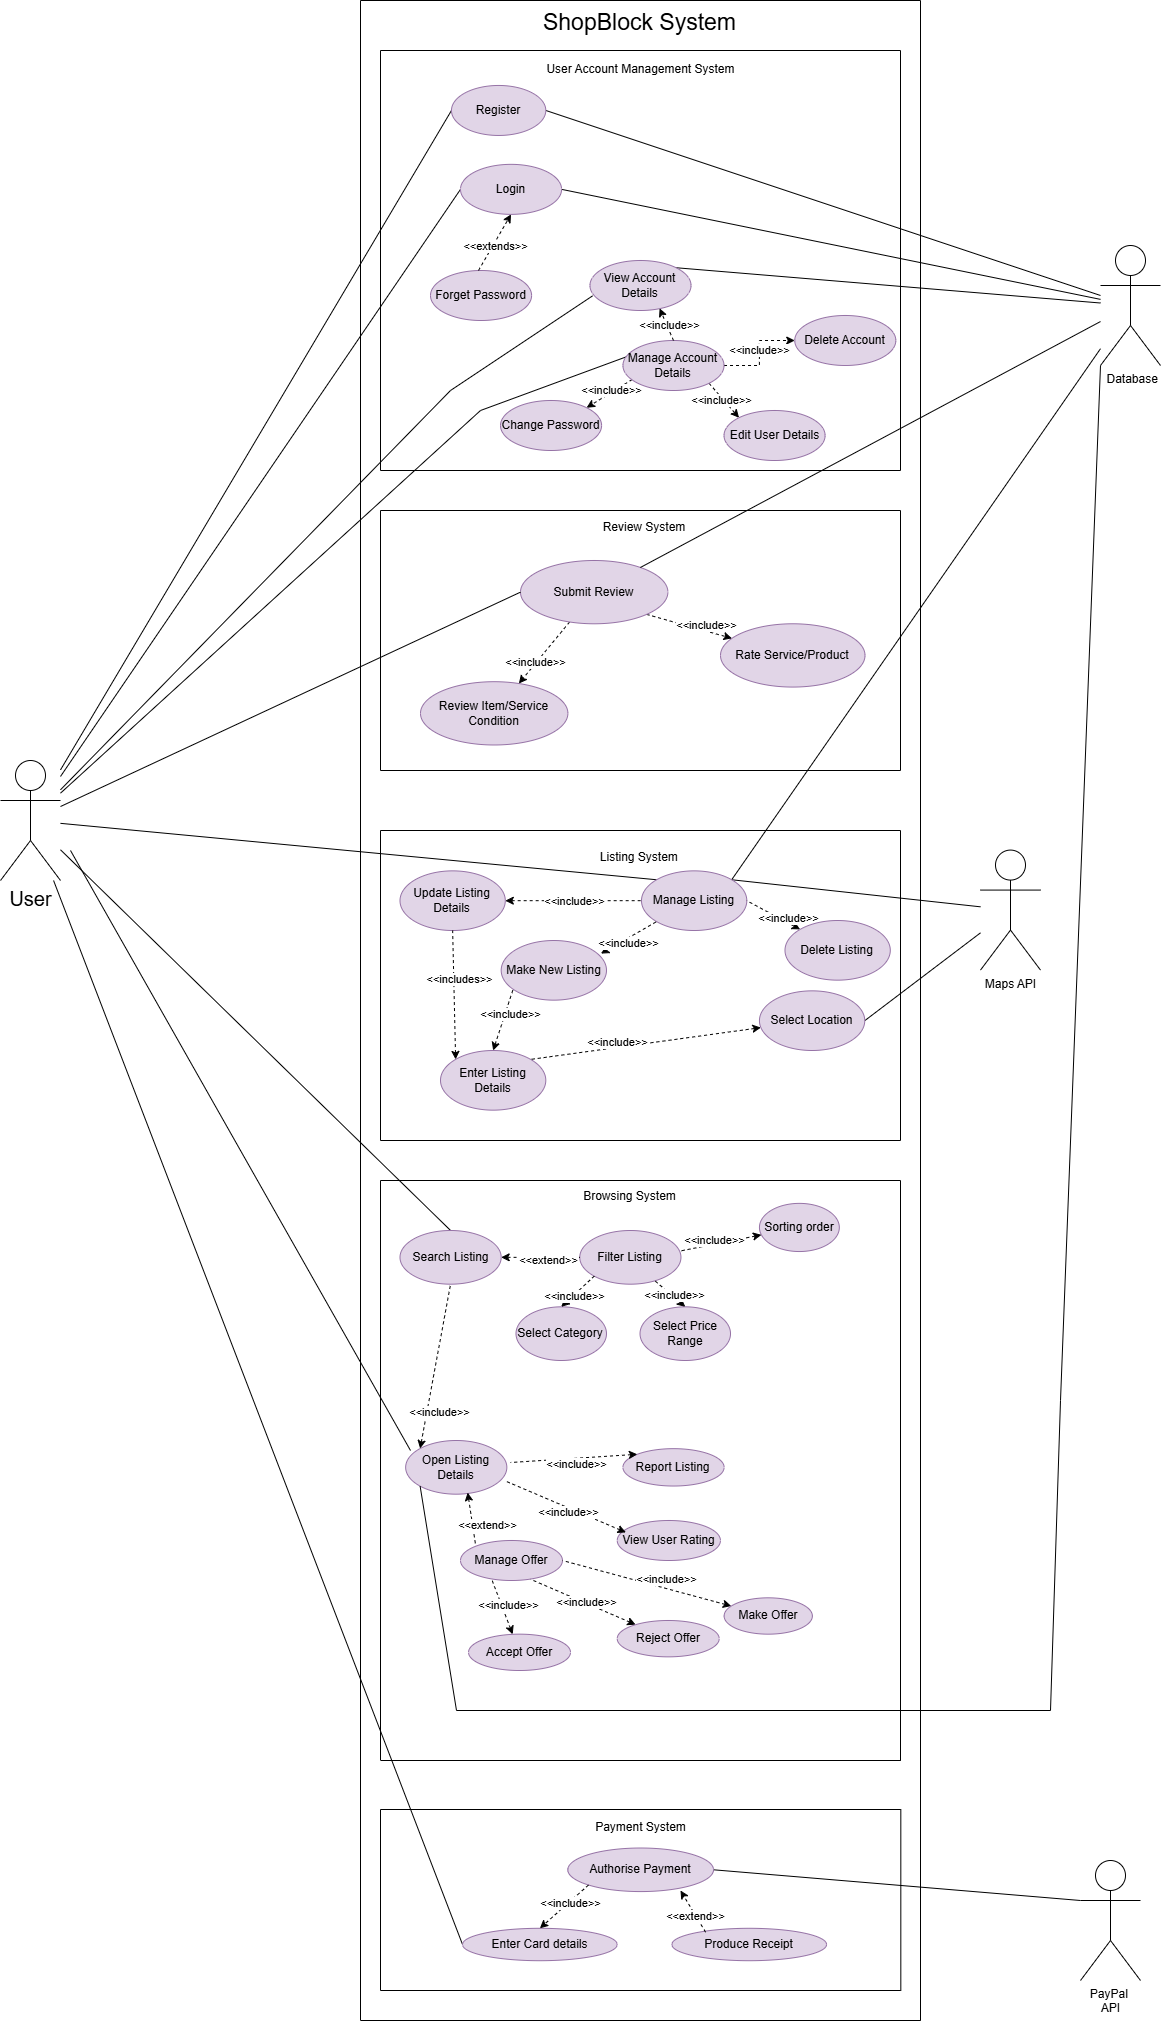 ShopBlock System
User Account Management System
Register
Login
<<extends>>
Forget Password
View Account
Details
<<include>>
Delete Account
<<include>>
Manage Account
Details
<<include>>
<<include>>
Change Password
Edit User Details
Database
Review System
Submit Review
<<include>>
Rate Service/Product
<<include>>
Review Item/Service
Condition
User
Listing System
Update Listing
Details
<<include>>
Manage Listing
<<include>>
Delete Listing
<<include>>
Make New Listing
<<includes>>
Maps API
<<include>>
Select Location
<<include>>
Enter Listing
Details
Browsing System
Sorting order
Search Listing
<<extend>>
Filter Listing
<<include>>
<<include>>
<<include>>
Select Category
Select Price
Range
<<include>>
Open Listing
Details
<<include>>
Report Listing
<<include>>
View User Rating
<<extend>>
Manage Offer
<<include>>
<<include>>
<<include>>
Make Offer
Reject Offer
Accept Offer
Payment System
Authorise Payment
<<include>>
<<extend>>
Enter Card details
Produce Receipt
PayPal
API